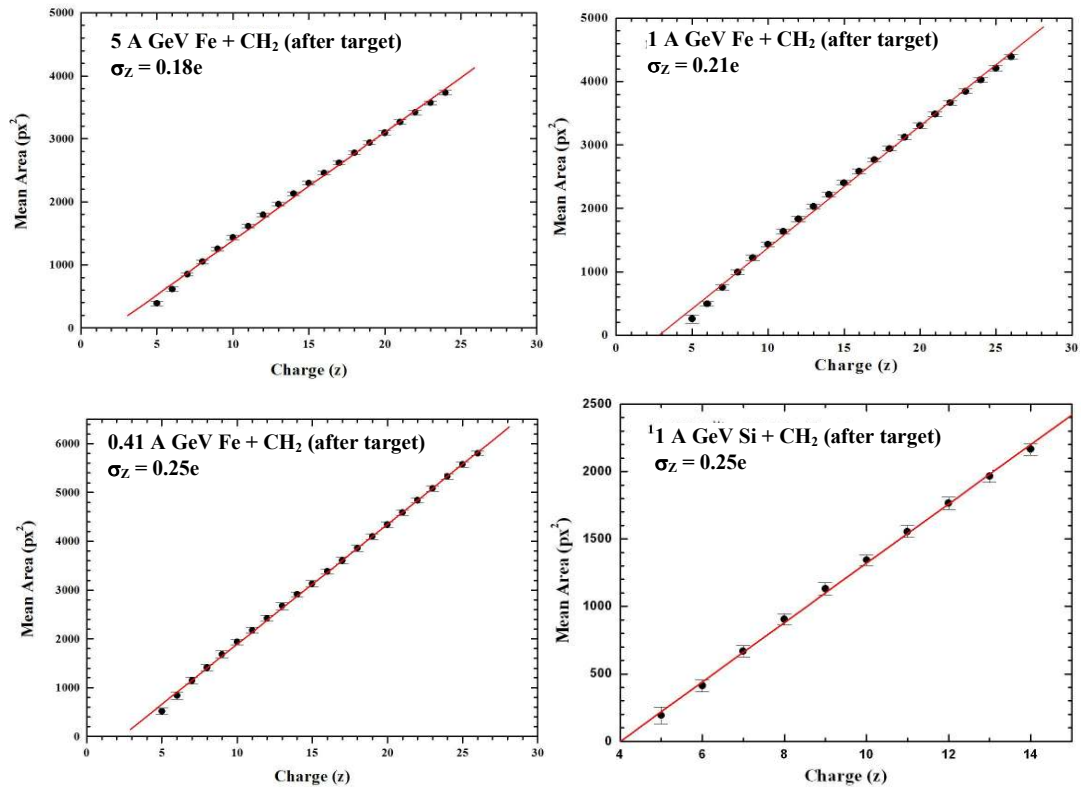 5 A GeV Fe + CH₂ (after target)
σZ = 0.18e
Mean Area (px²)
5000
4000
3000
2000
1000
0
0 5 10 15 20 25 30
Charge (z)
1 A GeV Fe + CH₂ (after target)
σZ = 0.21e
Mean Area (px²)
5000
4000
3000
2000
1000
0
0 5 10 15 20 25 30
Charge (z)
0.41 A GeV Fe + CH₂ (after target)
σZ = 0.25e
Mean Area (px²)
6000
5000
4000
3000
2000
1000
0
0 5 10 15 20 25 30
Charge (z)
¹1 A GeV Si + CH₂ (after target)
σZ = 0.25e
Mean Area (px²)
2500
2000
1500
1000
500
0
4 6 8 10 12 14
Charge (z)